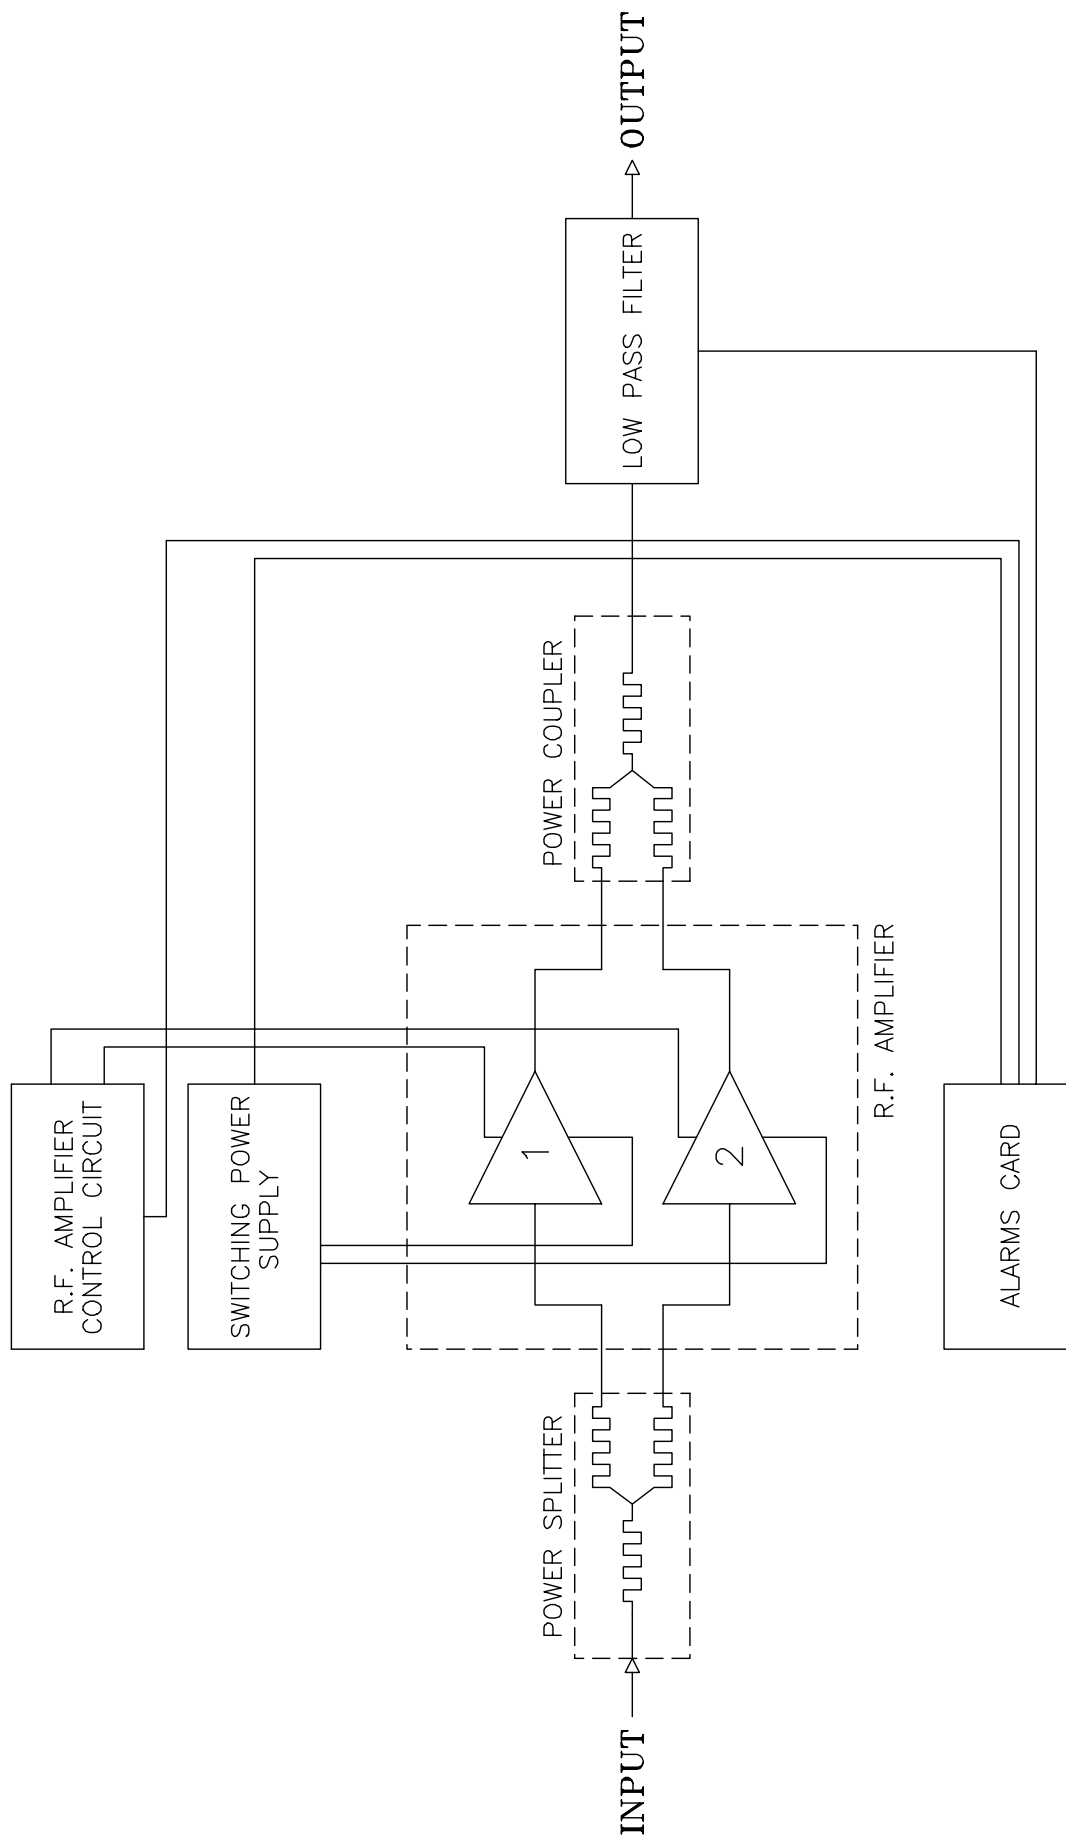 R.F. AMPLIFIER
CONTROL CIRCUIT
SWITCHING POWER
SUPPLY
INPUT
POWER SPLITTER
1
2
R.F. AMPLIFIER
POWER COUPLER
LOW PASS FILTER
OUTPUT
ALARMS CARD